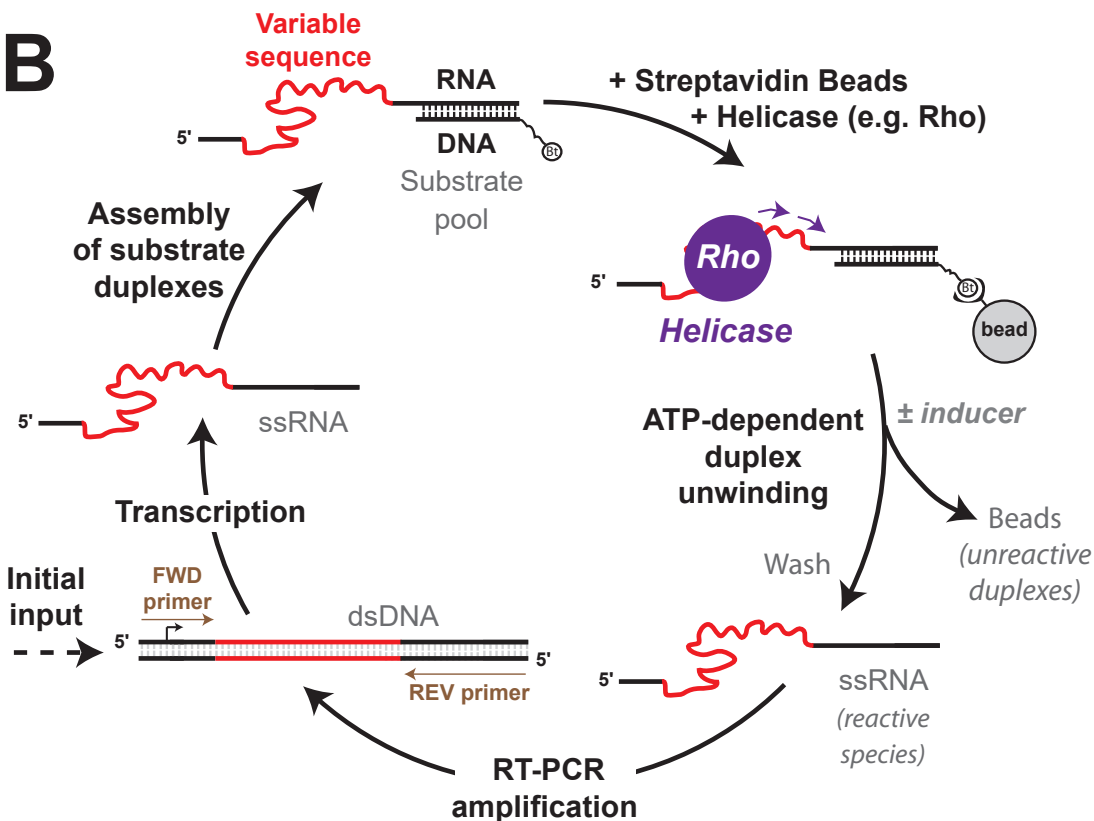 B
Variable
sequence
RNA
DNA
5'
Bt
Substrate
pool
+ Streptavidin Beads
+ Helicase (e.g. Rho)
Rho
5'
Helicase
Bt
bead
ATP-dependent
duplex
unwinding
± inducer
Beads
(unreactive
duplexes)
Wash
5'
ssRNA
(reactive
species)
RT-PCR
amplification
Initial
input
FWD
primer
dsDNA
5'
5'
REV primer
Transcription
5'
ssRNA
Assembly
of substrate
duplexes